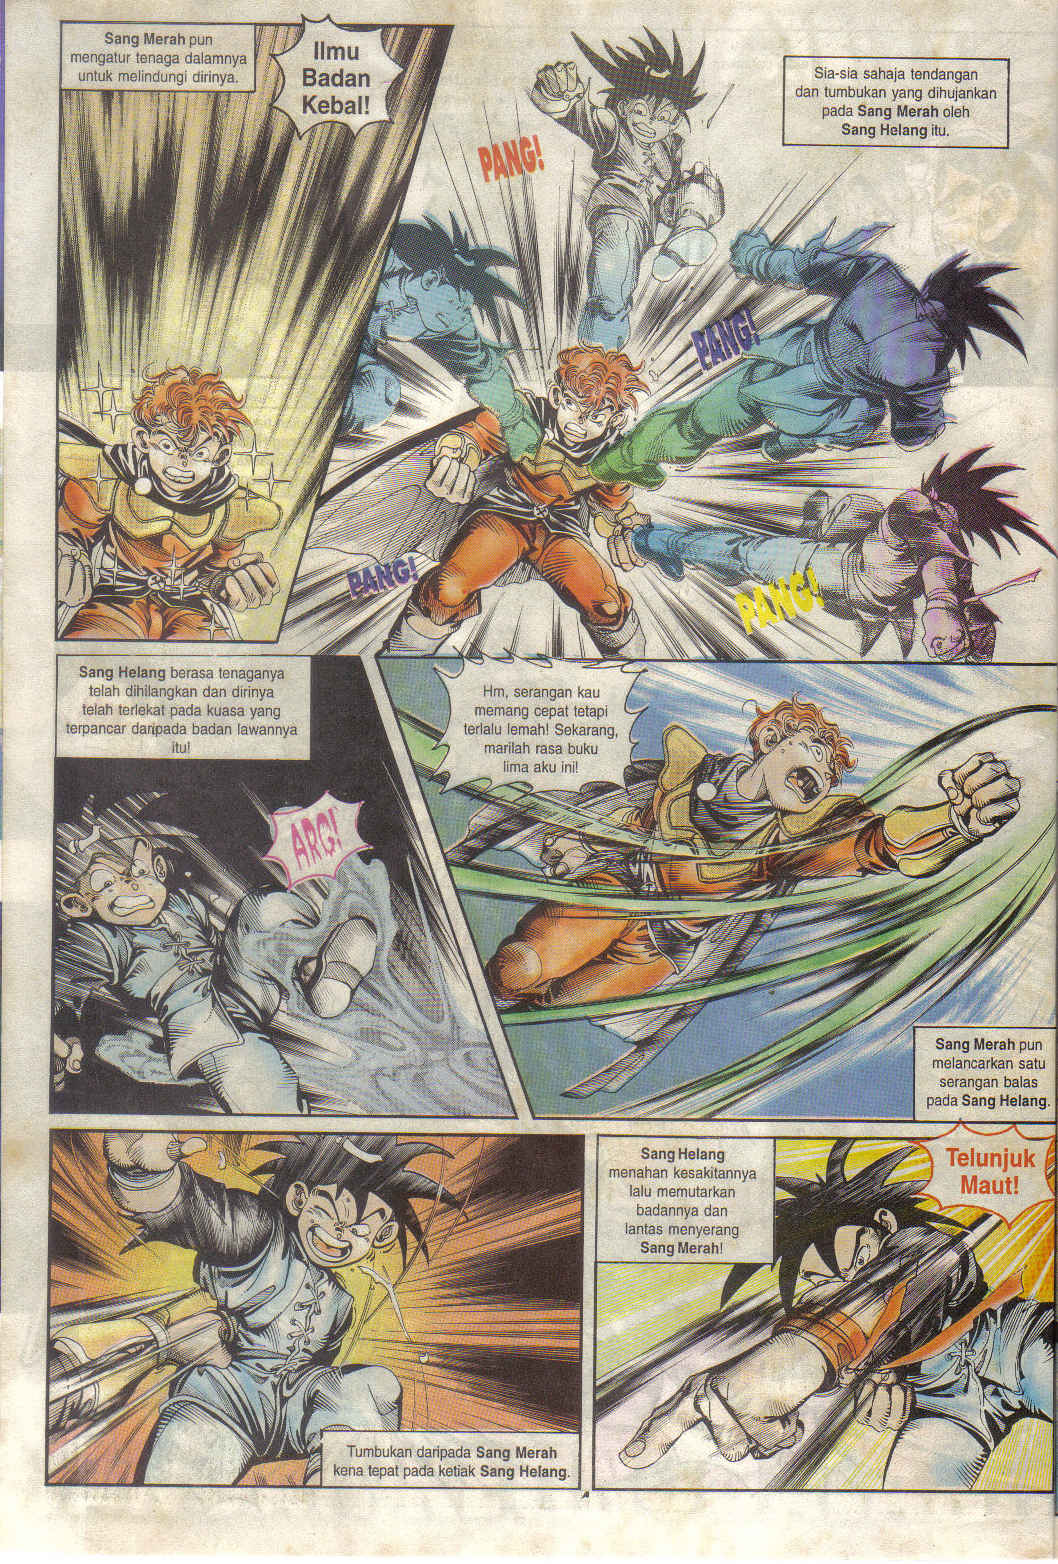 Sang Merah pun
mengatur tenaga dalamnya
untuk melindungi dirinya.
Ilmu
Badan
Kebal!
Sia-sia sahaja tendangan
dan tumbukan yang dihujankan
pada Sang Merah oleh
Sang Helang itu.
PANG!
PANG!
PANG!
PANG!
Sang Helang berasa tenaganya
telah dihilangkan dan dirinya
telah terlekat pada kuasa yang
terpancar daripada badan lawannya
itu!
ARG!
Hm, serangan kau
memang cepat tetapi
terlalu lemah! Sekarang,
marilah rasa buku
lima aku ini!
Sang Merah pun
melancarkan satu
serangan balas
pada Sang Helang.
Tumbukan daripada Sang Merah
kena tepat pada ketiak Sang Helang.
Sang Helang
menahan kesakitannya
lalu memutarkan
badannya dan
lantas menyerang
Sang Merah!
Telunjuk
Maut!